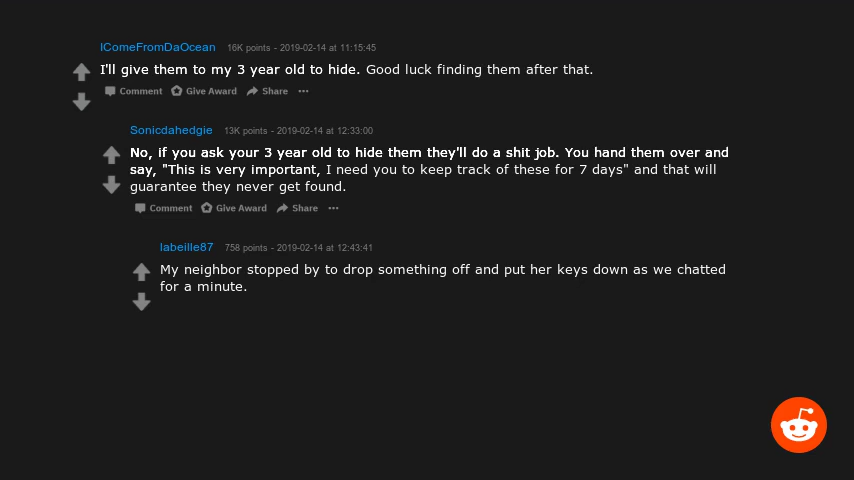 IComeFromDaOcean 16K points - 2019-02-14 at 11:15:45
I'll give them to my 3 year old to hide. Good luck finding them after that.
Comment Give Award Share ...
Sonicdahedgie 13K points - 2019-02-14 at 12:33:00
No, if you ask your 3 year old to hide them they'll do a shit job. You hand them over and
say, "This is very important, I need you to keep track of these for 7 days" and that will
guarantee they never get found.
Comment Give Award Share ...
labeille87 758 points - 2019-02-14 at 12:43:41
My neighbor stopped by to drop something off and put her keys down as we chatted
for a minute.